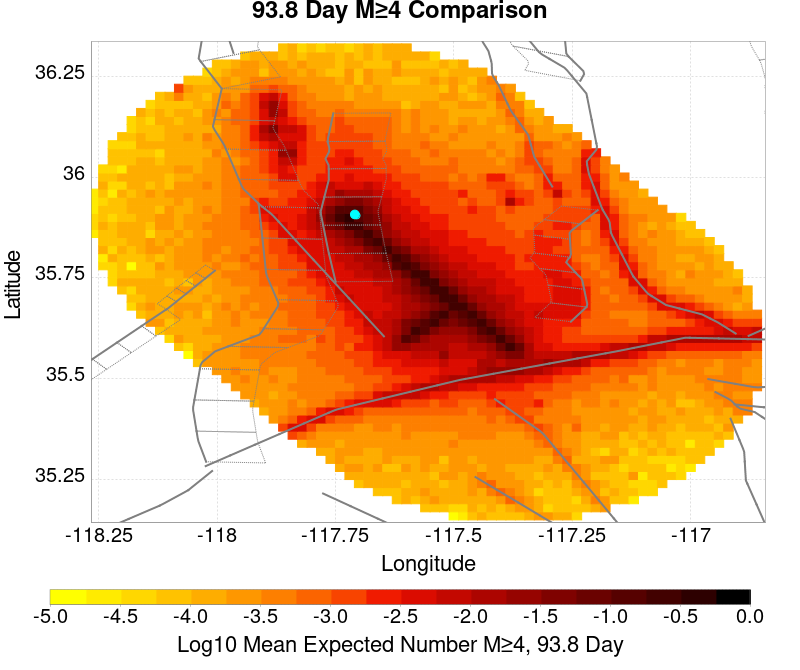 93.8 Day M≥4 Comparison
Latitude
36.25
36
35.75
35.5
35.25
-118.25 -118 -117.75 -117.5 -117.25 -117
Longitude
-5.0 -4.5 -4.0 -3.5 -3.0 -2.5 -2.0 -1.5 -1.0 -0.5 0.0
Log10 Mean Expected Number M≥4, 93.8 Day